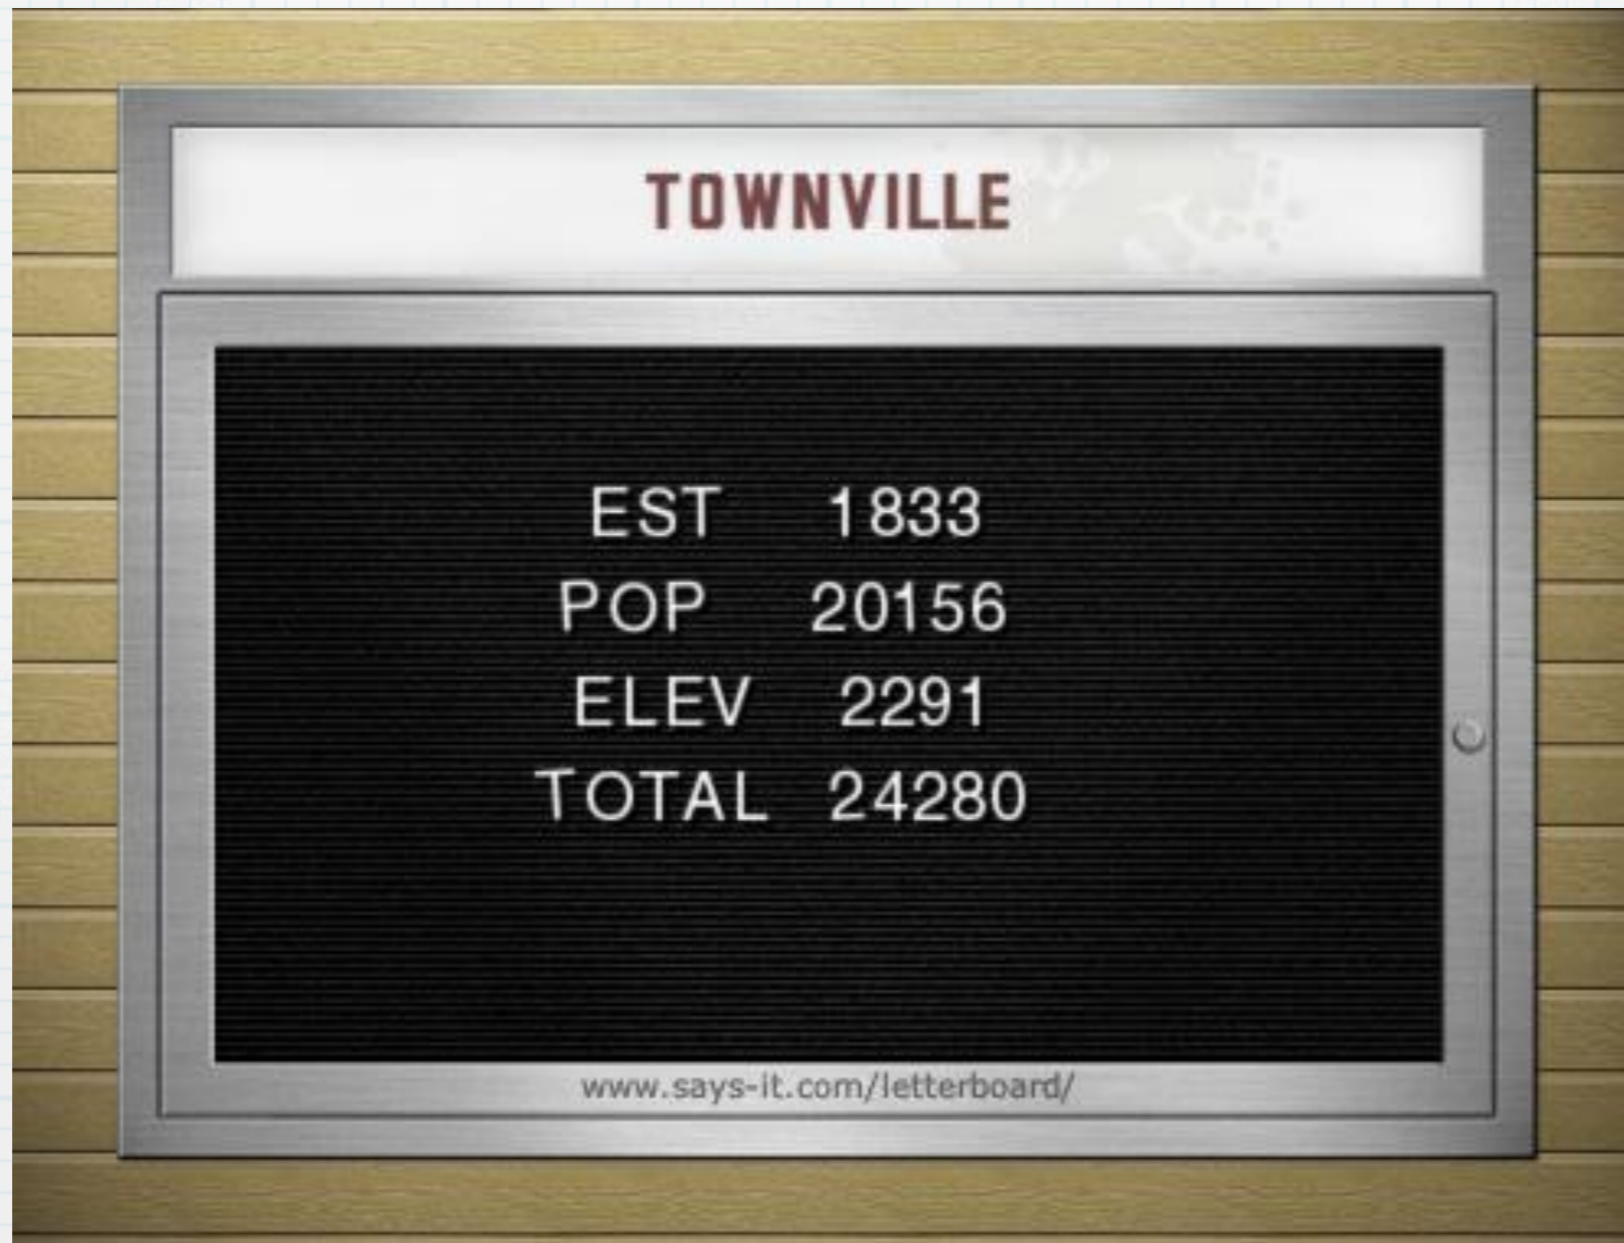 TOWNVILLE
EST 1833
POP 20156
ELEV 2291
TOTAL 24280
www.says-it.com/letterboard/